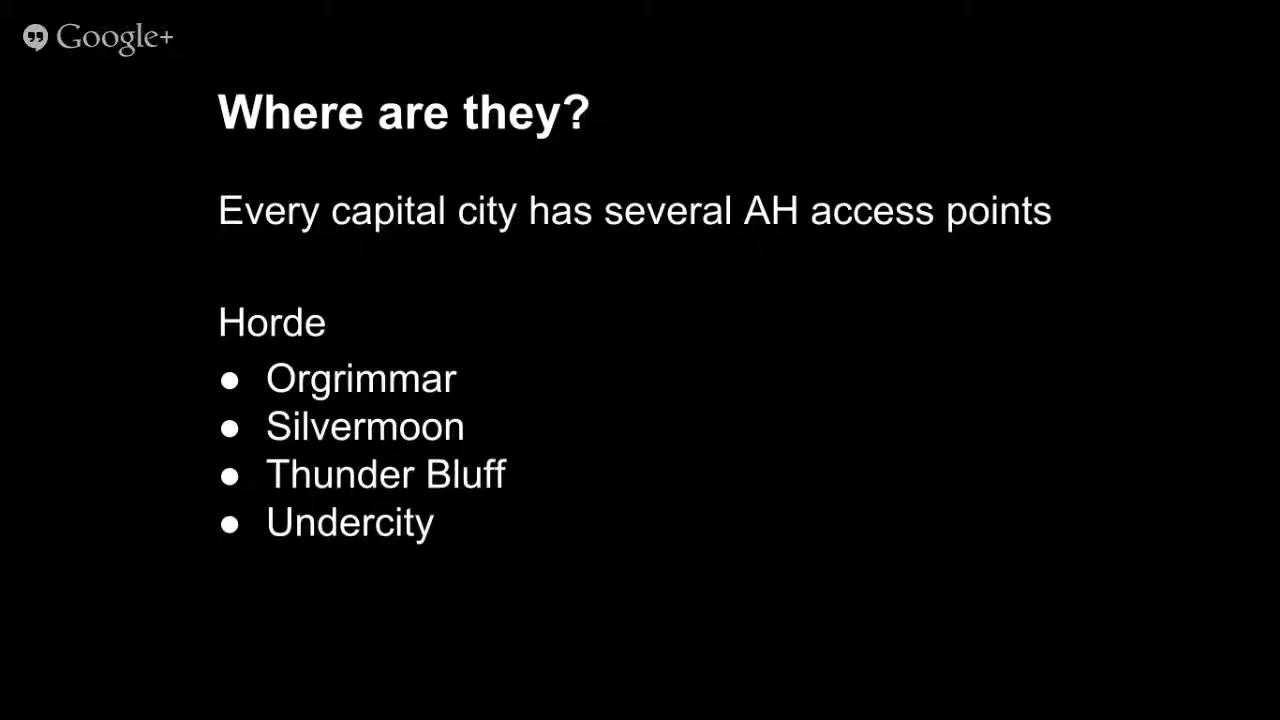 Google+
Where are they?
Every capital city has several AH access points
Horde
● Orgrimmar
● Silvermoon
● Thunder Bluff
● Undercity